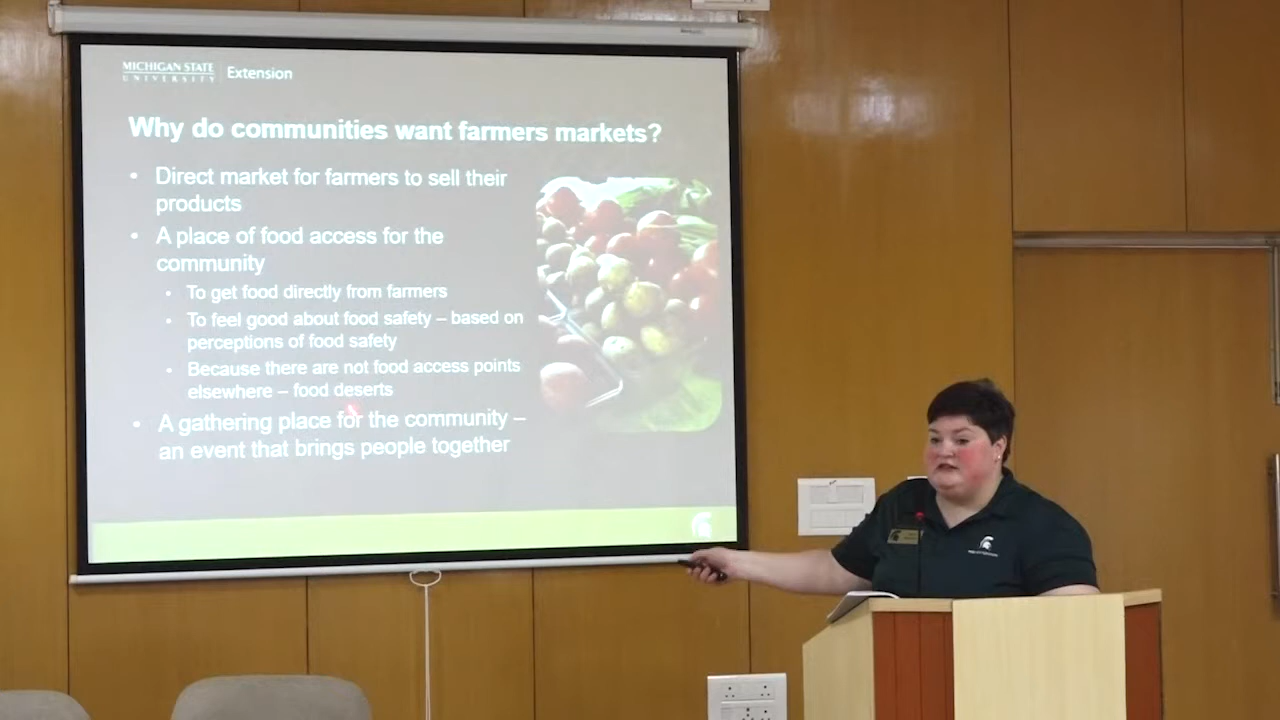 MICHIGAN STATE
UNIVERSITY
Extension
Why do communities want farmers markets?
• Direct market for farmers to sell their
products
• A place of food access for the
community
• To get food directly from farmers
• To feel good about food safety – based on
perceptions of food safety
• Because there are not food access points
elsewhere – food deserts
• A gathering place for the community –
an event that brings people together